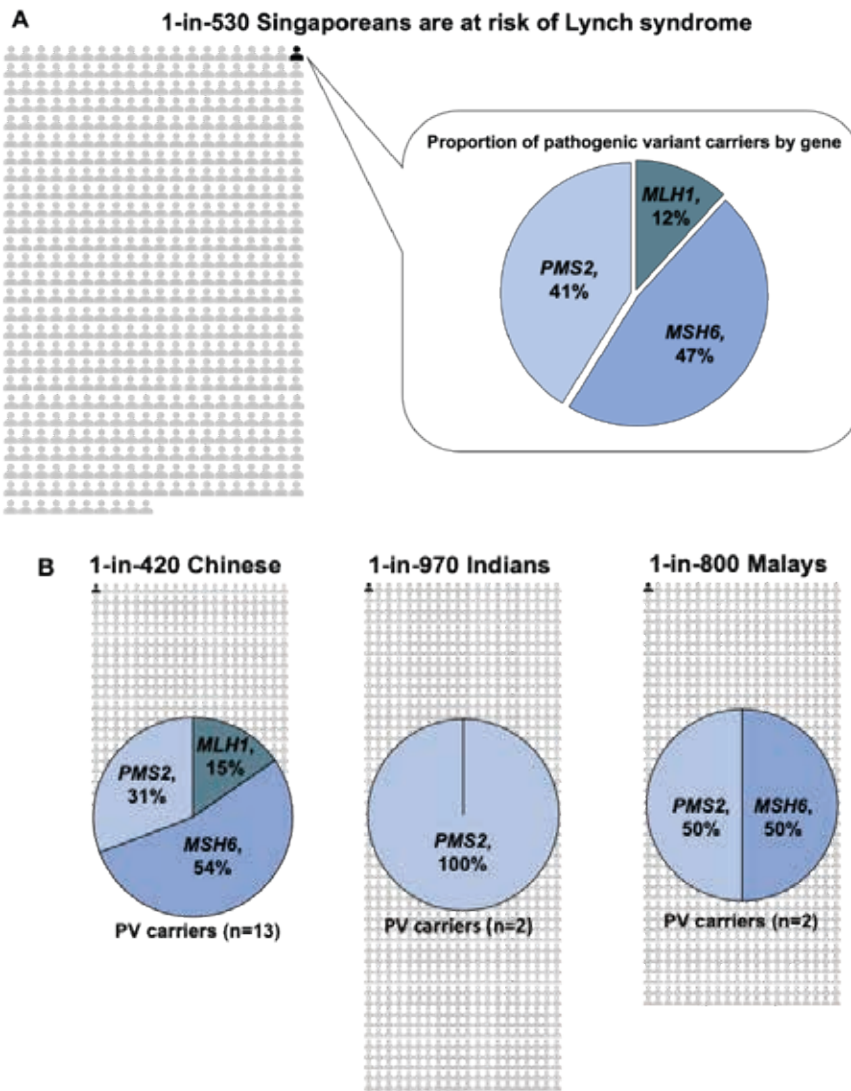 A
1-in-530 Singaporeans are at risk of Lynch syndrome
Proportion of pathogenic variant carriers by gene
MLH1,
12%
PMS2,
41%
MSH6,
47%
B
1-in-420 Chinese
MLH1,
15%
PMS2,
31%
MSH6,
54%
PV carriers (n=13)
1-in-970 Indians
PMS2,
100%
PV carriers (n=2)
1-in-800 Malays
PMS2,
50%
MSH6,
50%
PV carriers (n=2)